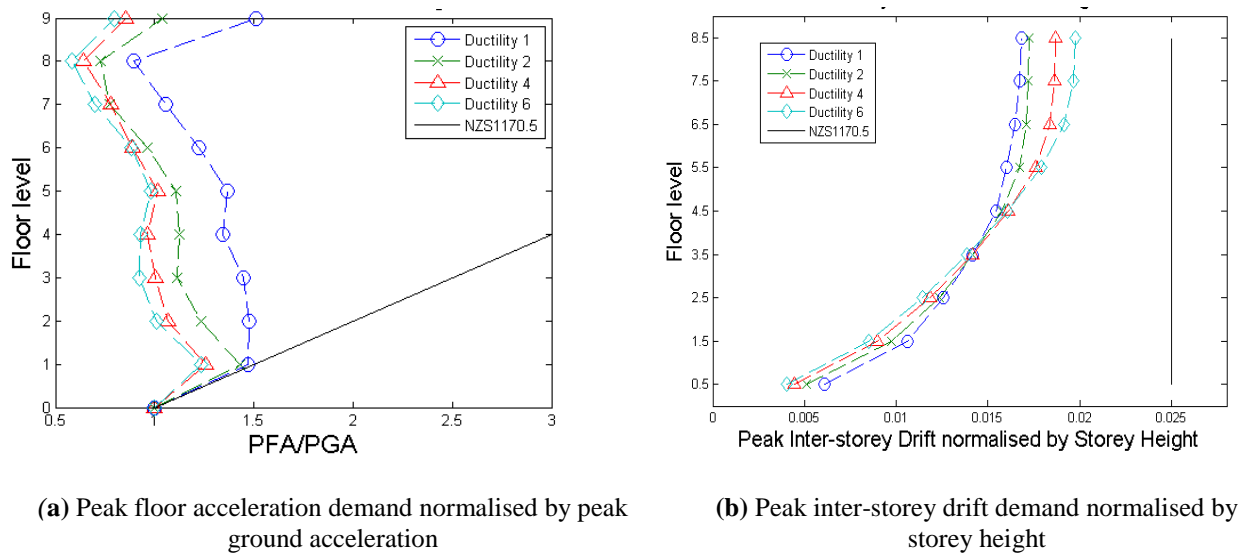 9
8
7
6
5
4
3
2
1
0
Floor level
0.5
1
1.5
2
2.5
3
PFA/PGA
Ductility 1
Ductility 2
Ductility 4
Ductility 6
NZS1170.5
(a) Peak floor acceleration demand normalised by peak
ground acceleration
8.5
7.5
6.5
5.5
4.5
3.5
2.5
1.5
0.5
Floor level
0
0.005
0.01
0.015
0.02
0.025
Peak Inter-storey Drift normalised by Storey Height
Ductility 1
Ductility 2
Ductility 4
Ductility 6
NZS1170.5
(b) Peak inter-storey drift demand normalised by
storey height